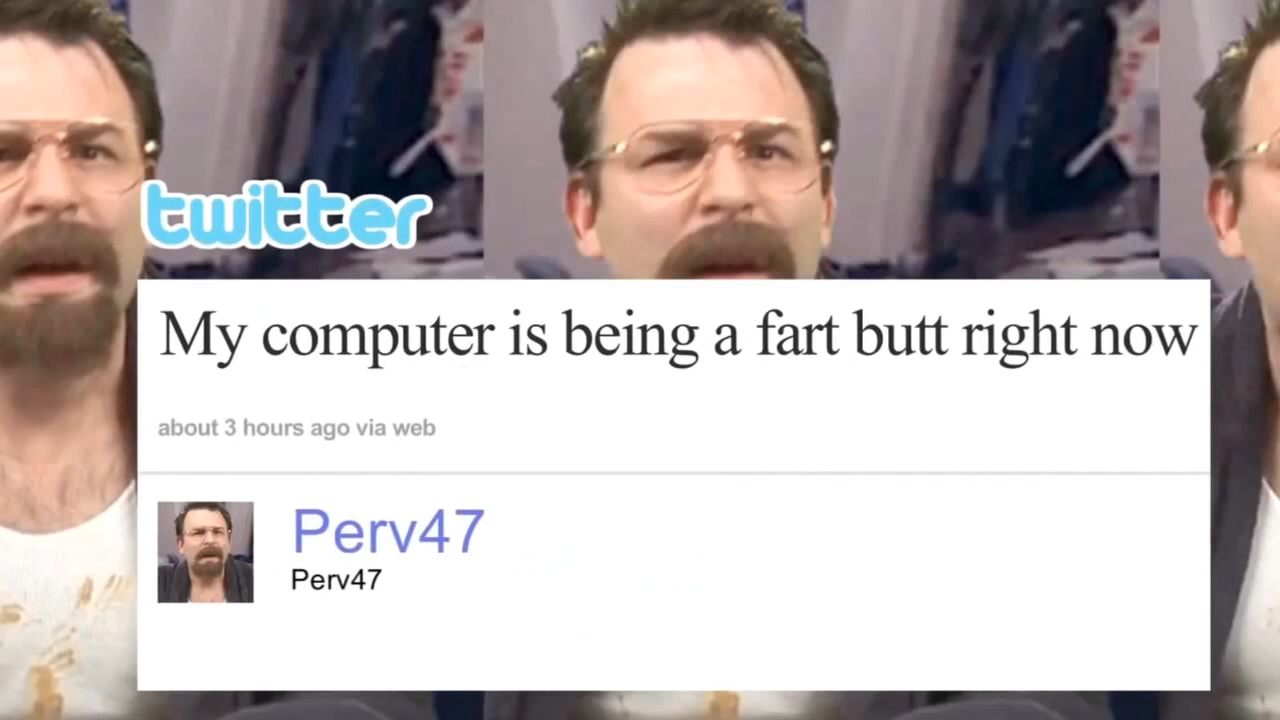 twitter
My computer is being a fart butt right now
about 3 hours ago via web
Perv47
Perv47